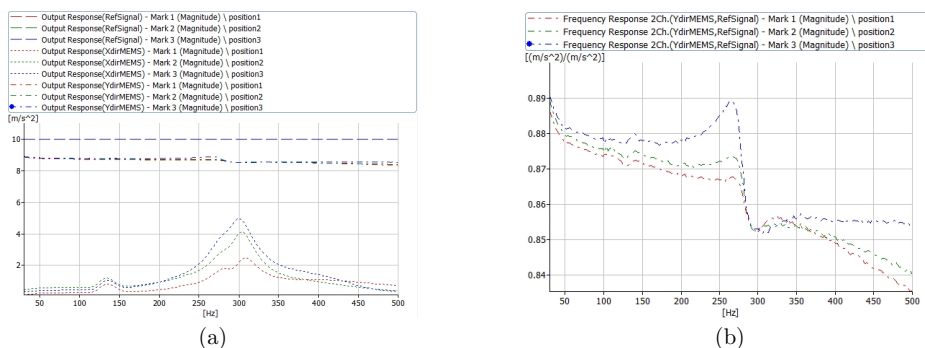 Output Response(RefSignal) - Mark 1 (Magnitude) \ position1
Output Response(RefSignal) - Mark 2 (Magnitude) \ position2
Output Response(RefSignal) - Mark 3 (Magnitude) \ position3
Output Response(XdirMEMS) - Mark 1 (Magnitude) \ position1
Output Response(XdirMEMS) - Mark 2 (Magnitude) \ position2
Output Response(XdirMEMS) - Mark 3 (Magnitude) \ position3
Output Response(YdirMEMS) - Mark 1 (Magnitude) \ position1
Output Response(YdirMEMS) - Mark 2 (Magnitude) \ position2
Output Response(YdirMEMS) - Mark 3 (Magnitude) \ position3
[m/s^2]
10
8
6
4
2
50 100 150 200 250 300 350 400 450 500
[Hz]
(a)
Frequency Response 2Ch.(YdirMEMS,RefSignal) - Mark 1 (Magnitude) \ position1
Frequency Response 2Ch.(YdirMEMS,RefSignal) - Mark 2 (Magnitude) \ position2
Frequency Response 2Ch.(YdirMEMS,RefSignal) - Mark 3 (Magnitude) \ position3
[(m/s^2)/(m/s^2)]
0.89
0.88
0.87
0.86
0.85
0.84
50 100 150 200 250 300 350 400 450 500
[Hz]
(b)